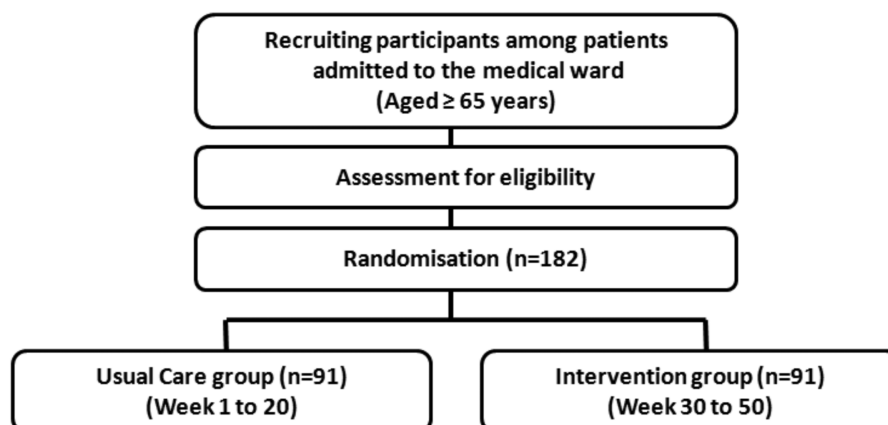 Recruiting participants among patients
admitted to the medical ward
(Aged ≥ 65 years)
Assessment for eligibility
Randomisation (n=182)
Usual Care group (n=91)
(Week 1 to 20)
Intervention group (n=91)
(Week 30 to 50)